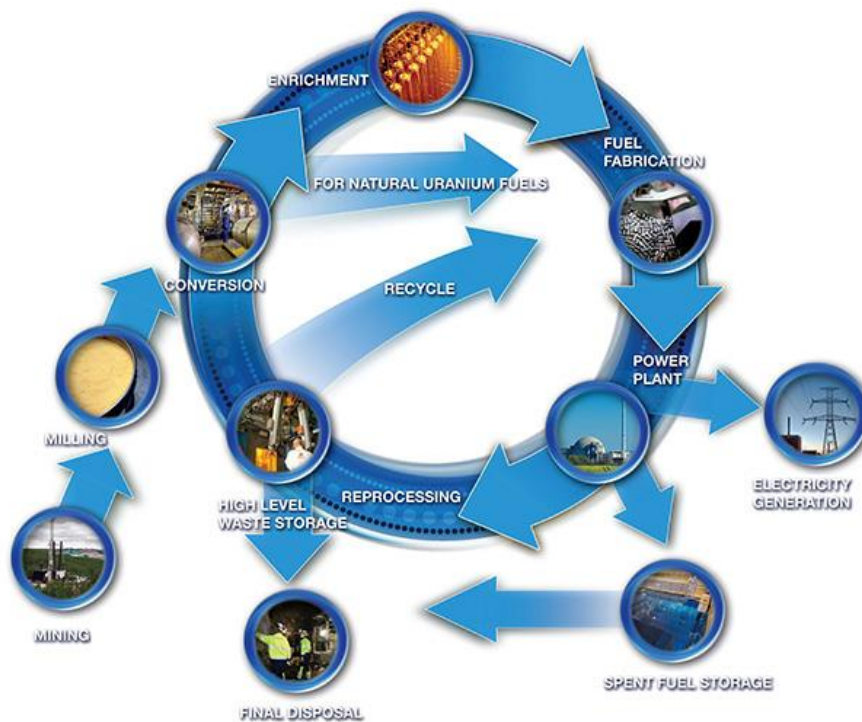 ENRICHMENT
FUEL
FABRICATION
FOR NATURAL URANIUM FUELS
CONVERSION
RECYCLE
POWER
PLANT
MILLING
ELECTRICITY
GENERATION
REPROCESSING
HIGH LEVEL
WASTE STORAGE
MINING
SPENT FUEL STORAGE
FINAL DISPOSAL